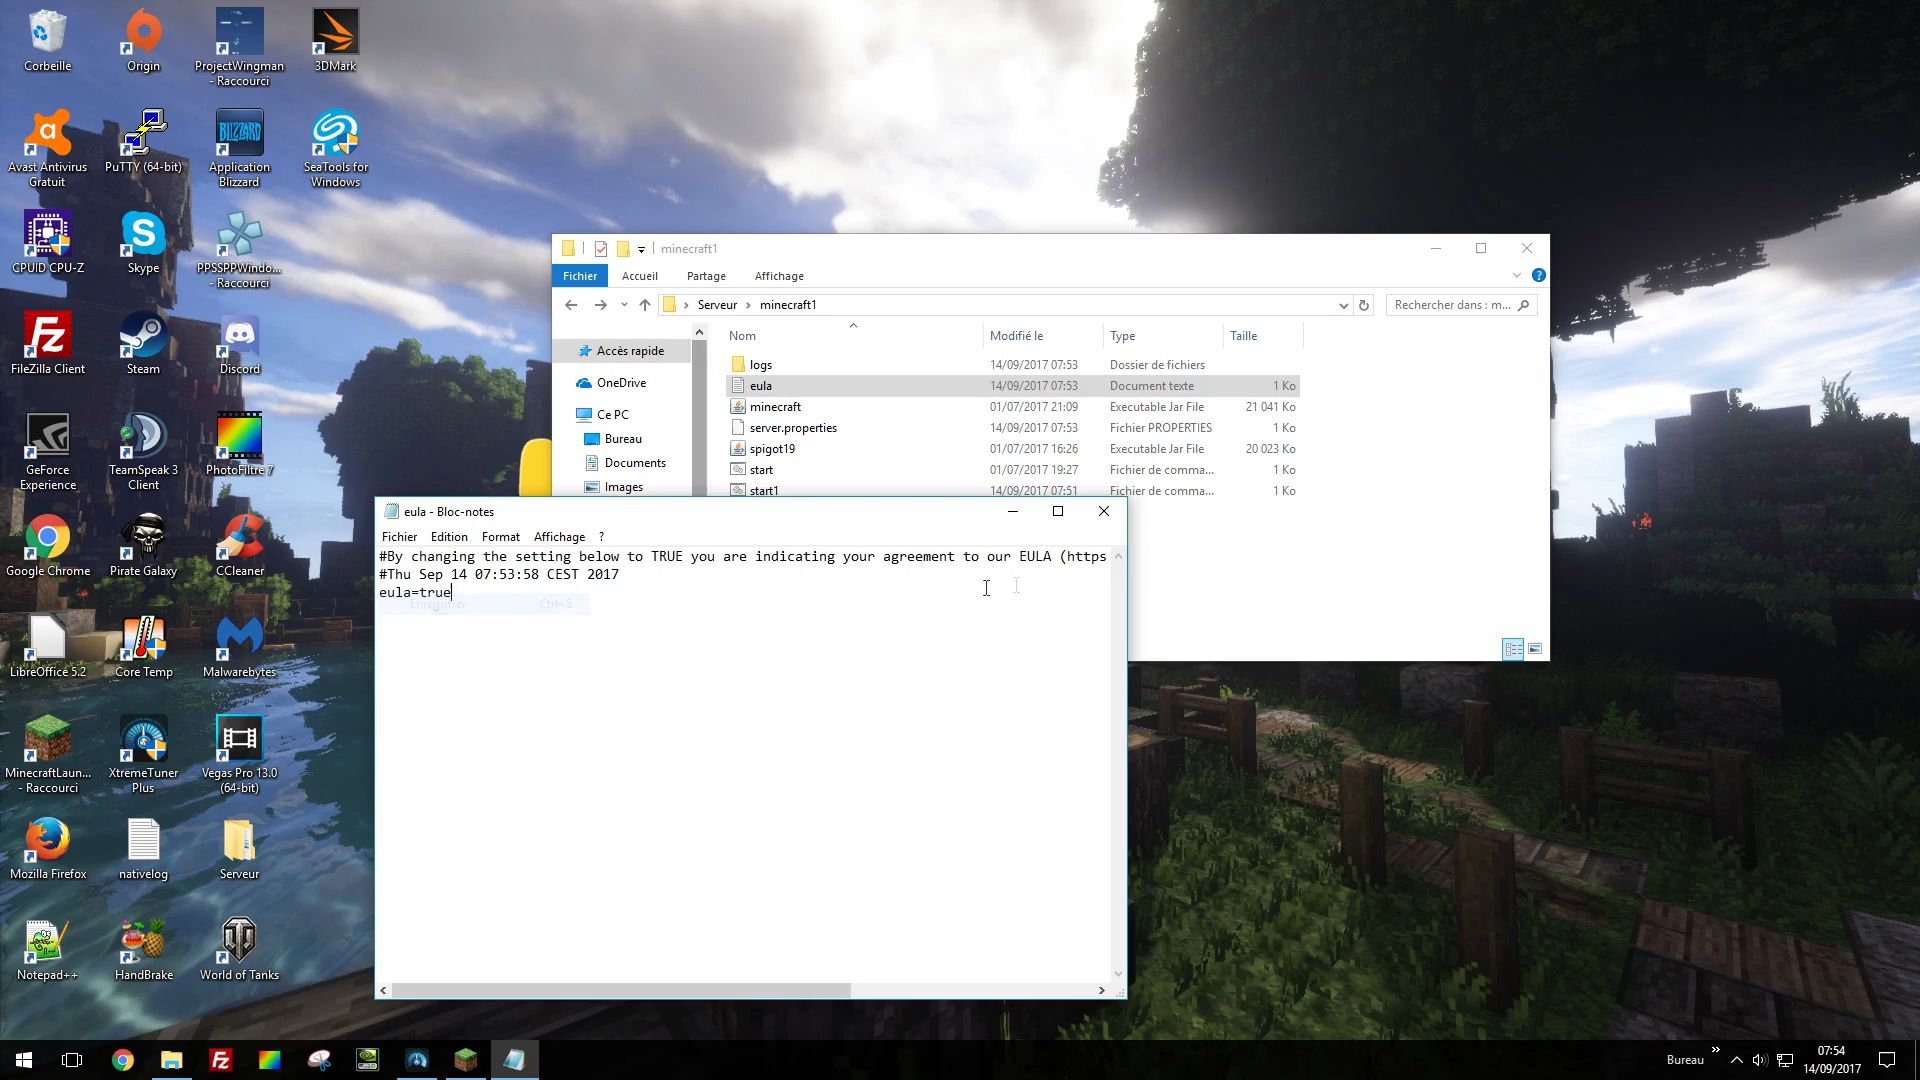 Corbeille
Origin
ProjectWingman
- Raccourci
3DMark
Avast Antivirus
Gratuit
PuTTY (64-bit)
BLIZZARD
Application
Blizzard
SeaTools for
Windows
CPUID CPU-Z
Skype
PPSSPPWindo...
- Raccourci
FileZilla Client
Steam
Discord
GeForce
Experience
TeamSpeak 3
Client
PhotoFiltre 7
Google Chrome
Pirate Galaxy
CCleaner
LibreOffice 5.2
Core Temp
Malwarebytes
MinecraftLaun...
- Raccourci
XtremeTuner
Plus
Vegas Pro 13.0
(64-bit)
Mozilla Firefox
nativelog
Serveur
Notepad++
HandBrake
World of Tanks
minecraft1
Fichier Accueil Partage Affichage
Serveur minecraft1
Rechercher dans : m...
Nom Modifié le Type Taille
Accès rapide
OneDrive
Ce PC
Bureau
Documents
Images
logs 14/09/2017 07:53 Dossier de fichiers
eula 14/09/2017 07:53 Document texte 1 Ko
minecraft 01/07/2017 21:09 Executable Jar File 21 041 Ko
server.properties 14/09/2017 07:53 Fichier PROPERTIES 1 Ko
spigot19 01/07/2017 16:26 Executable Jar File 20 023 Ko
start 01/07/2017 19:27 Fichier de comma... 1 Ko
start1 14/09/2017 07:51 Fichier de comma... 1 Ko
eula - Bloc-notes
Fichier Edition Format Affichage ?
#By changing the setting below to TRUE you are indicating your agreement to our EULA (https
#Thu Sep 14 07:53:58 CEST 2017
eula=true
Enregistrer Ctrl+S
Bureau
07:54
14/09/2017